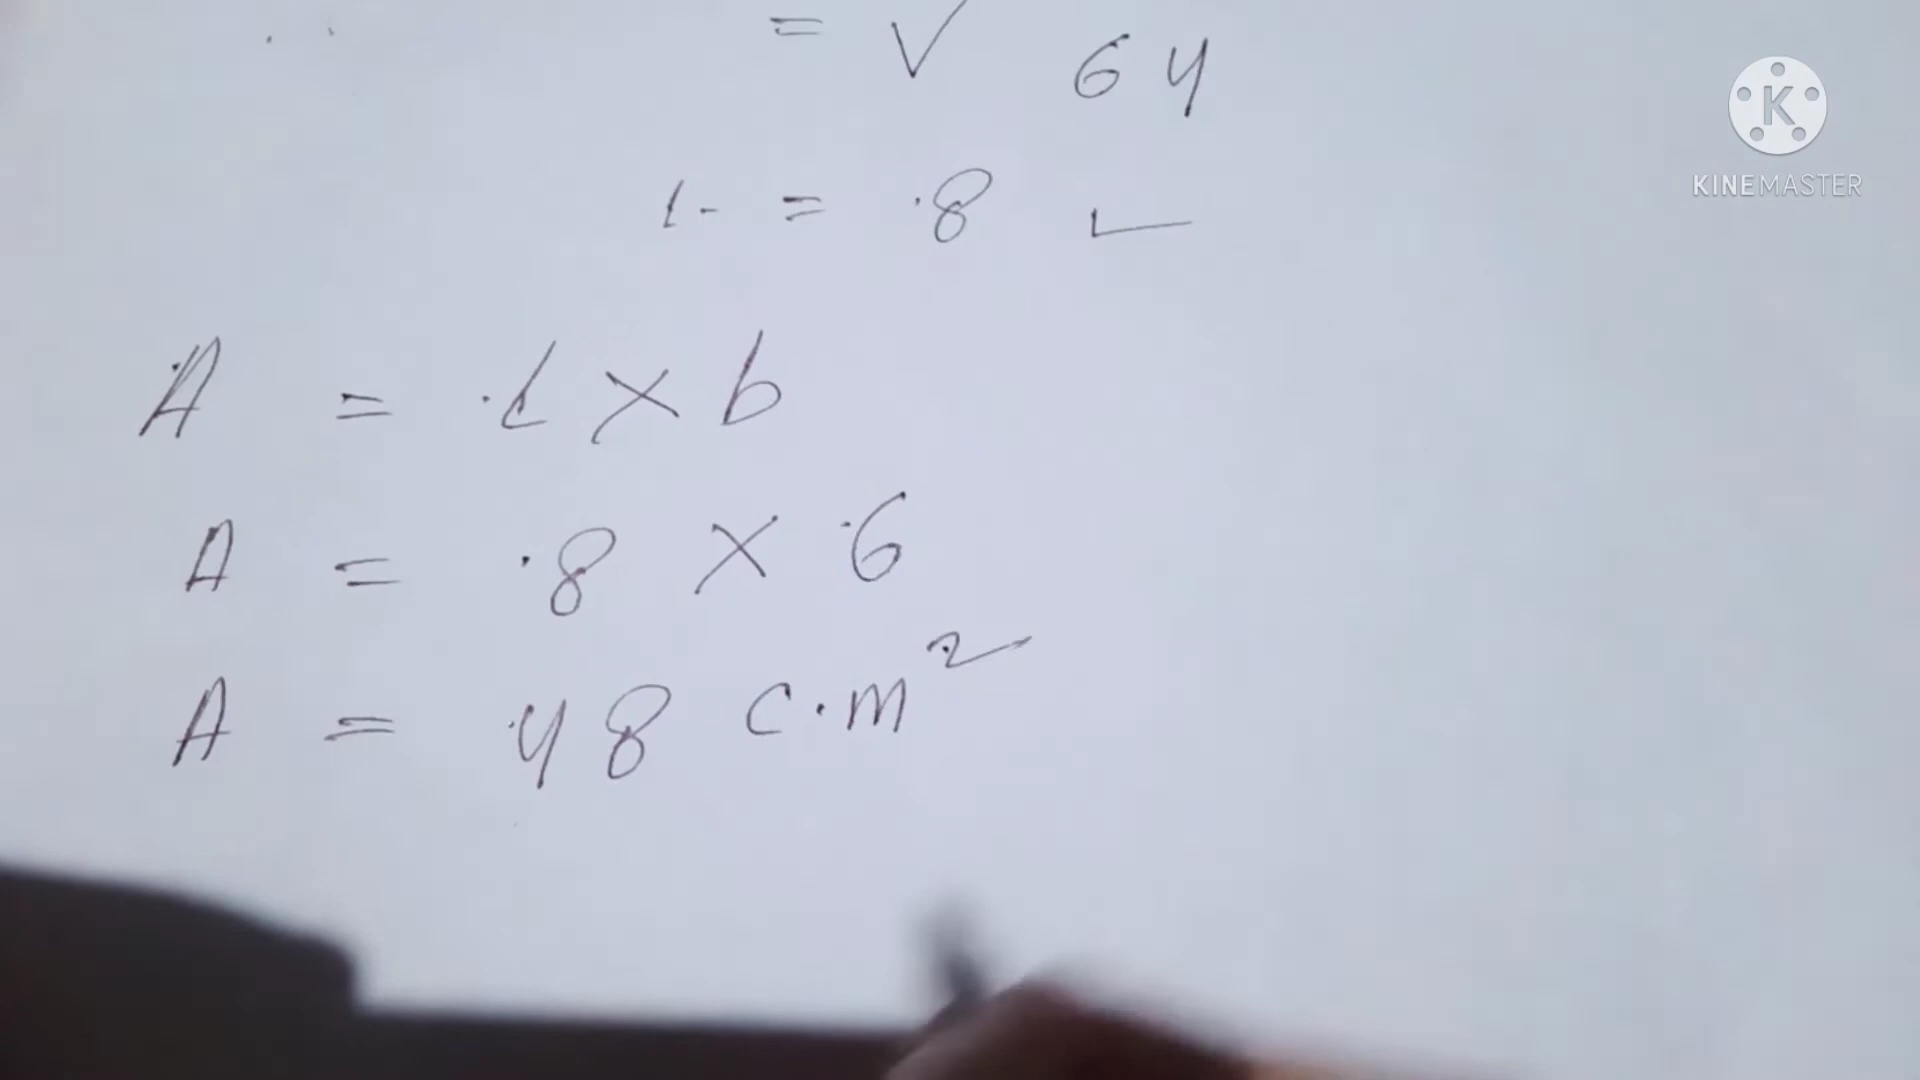 = √ 64
l = 8
KINEMASTER
A = l × b
A = 8 × 6
A = 48 c.m²